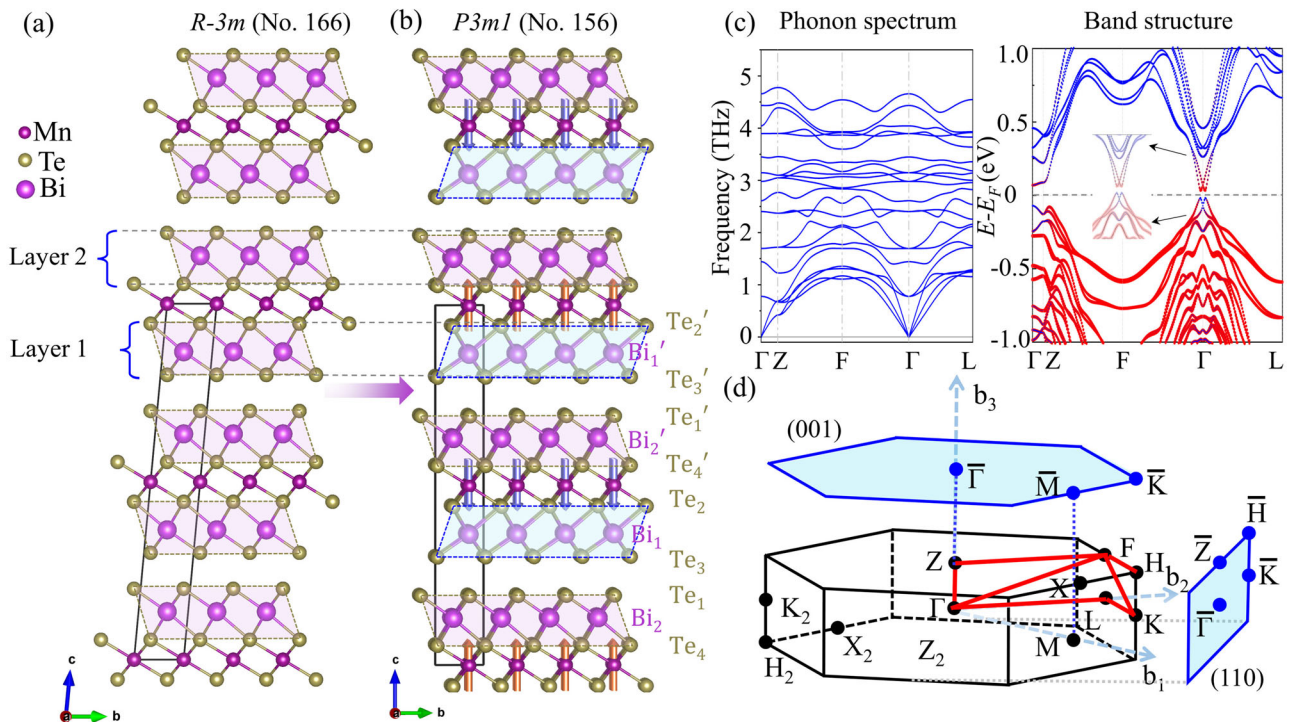 (a)
R-3m (No. 166)
Mn
Te
Bi
Layer 2
Layer 1
c
a
b
(b)
P3m1 (No. 156)
Te₂′
Bi₁′
Te₃′
Te₁′
Bi₂′
Te₄′
Te₂
Bi₁
Te₃
Te₁
Bi₂
Te₄
c
a
b
(c)
Phonon spectrum
Frequency (THz)
5
4
3
2
1
0
Γ Z F Γ L
Band structure
E-E_F (eV)
1.0
0.5
0
-0.5
-1.0
Γ Z F Γ L
(d)
b₃
(001)
Γ̅
M̅
K̅
H̅
Z̅
K̅
Γ̅
(110)
Z
F
H
b₂
X
Γ
L
K
K₂
X₂
Z₂
M
H₂
b₁